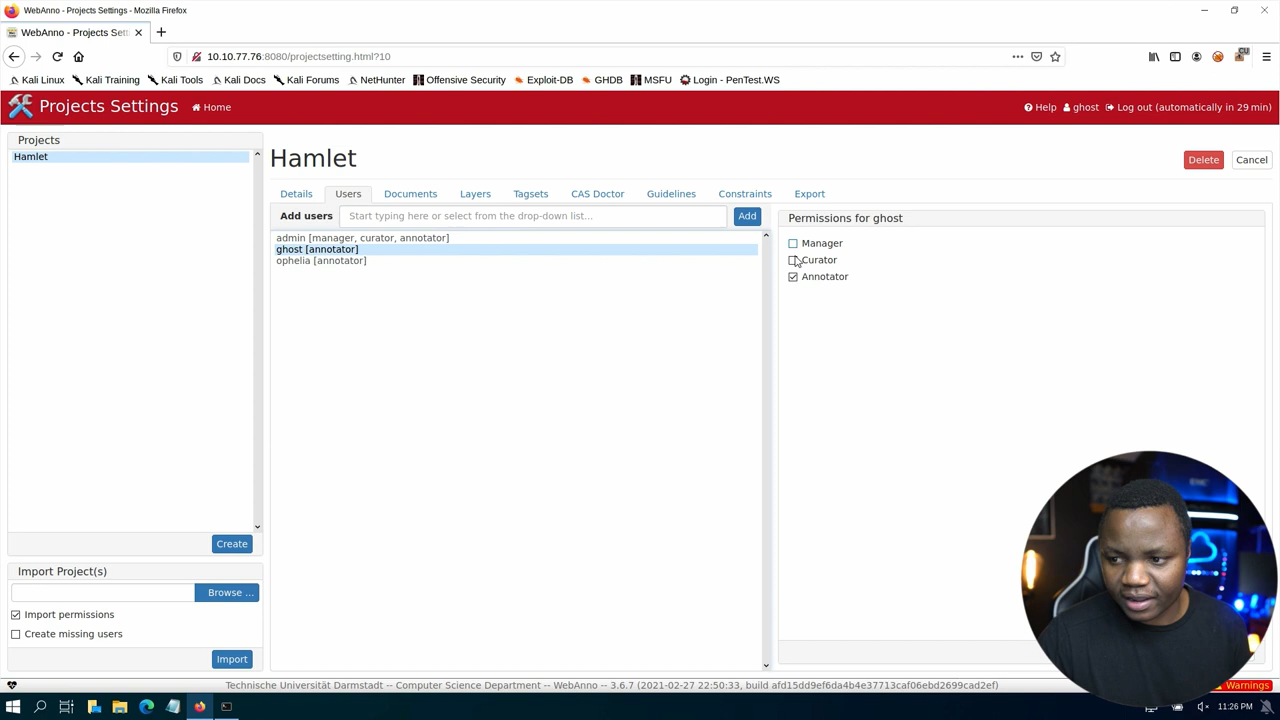 WebAnno - Projects Settings - Mozilla Firefox
WebAnno - Projects Sett
10.10.77.76:8080/projectsetting.html?10
Kali Linux Kali Training Kali Tools Kali Docs Kali Forums NetHunter Offensive Security Exploit-DB GHDB MSFU Login - PenTest.WS
Projects Settings Home Help ghost Log out (automatically in 29 min)
Projects
Hamlet
Create
Import Project(s)
Browse ...
Import permissions
Create missing users
Import
Hamlet
Delete Cancel
Details Users Documents Layers Tagsets CAS Doctor Guidelines Constraints Export
Add users Start typing here or select from the drop-down list... Add
admin [manager, curator, annotator]
ghost [annotator]
ophelia [annotator]
Permissions for ghost
Manager
Curator
Annotator
Technische Universität Darmstadt -- Computer Science Department -- WebAnno -- 3.6.7 (2021-02-27 22:50:33, build afd15dd9ef6da4b4e37713caf06ebd2699cad2ef)
Warnings
11:26 PM